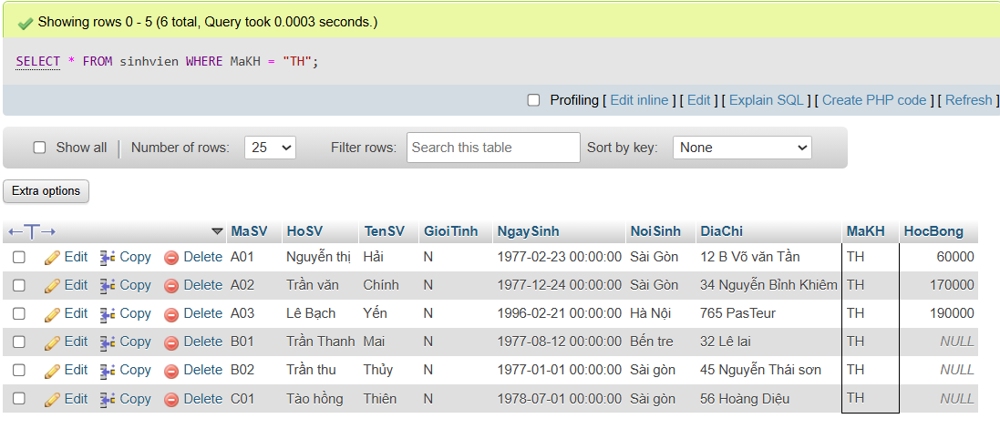 Showing rows 0 - 5 (6 total, Query took 0.0003 seconds.)
SELECT * FROM sinhvien WHERE MaKH = "TH";
Profiling [ Edit inline ] [ Edit ] [ Explain SQL ] [ Create PHP code ] [ Refresh ]
Show all | Number of rows: 25 Filter rows: Search this table Sort by key: None
Extra options
←T→ MaSV HoSV TenSV GioiTinh NgaySinh NoiSinh DiaChi MaKH HocBong
Edit Copy Delete A01 Nguyễn thị Hải N 1977-02-23 00:00:00 Sài Gòn 12 B Võ văn Tần TH 60000
Edit Copy Delete A02 Trần văn Chính N 1977-12-24 00:00:00 Sài Gòn 34 Nguyễn Bỉnh Khiêm TH 170000
Edit Copy Delete A03 Lê Bạch Yến N 1996-02-21 00:00:00 Hà Nội 765 PasTeur TH 190000
Edit Copy Delete B01 Trần Thanh Mai N 1977-08-12 00:00:00 Bến tre 32 Lê lai TH NULL
Edit Copy Delete B02 Trần thu Thủy N 1977-01-01 00:00:00 Sài gòn 45 Nguyễn Thái sơn TH NULL
Edit Copy Delete C01 Tào hồng Thiên N 1978-07-01 00:00:00 Sài gòn 56 Hoàng Diệu TH NULL